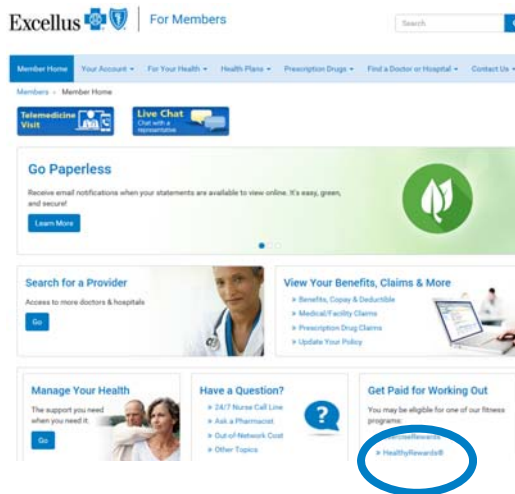 Excellus
For Members
Search
Member Home Your Account For Your Health Health Plans Prescription Drugs Find a Doctor or Hospital Contact Us
Members › Member Home
Telemedicine
Visit
Live Chat
Chat with a
representative
Go Paperless
Receive email notifications when your statements are available to view online. It's easy, green,
and secure!
Learn More
Search for a Provider
Access to more doctors & hospitals
Go
View Your Benefits, Claims & More
» Benefits, Copay & Deductible
» Medical/Facility Claims
» Prescription Drug Claims
» Update Your Policy
Manage Your Health
The support you need
when you need it.
Go
Have a Question?
» 24/7 Nurse Call Line
» Ask a Pharmacist
» Out-of-Network Cost
» Other Topics
?
Get Paid for Working Out
You may be eligible for one of our fitness
programs:
» ExerciseRewards
» HealthyRewards®